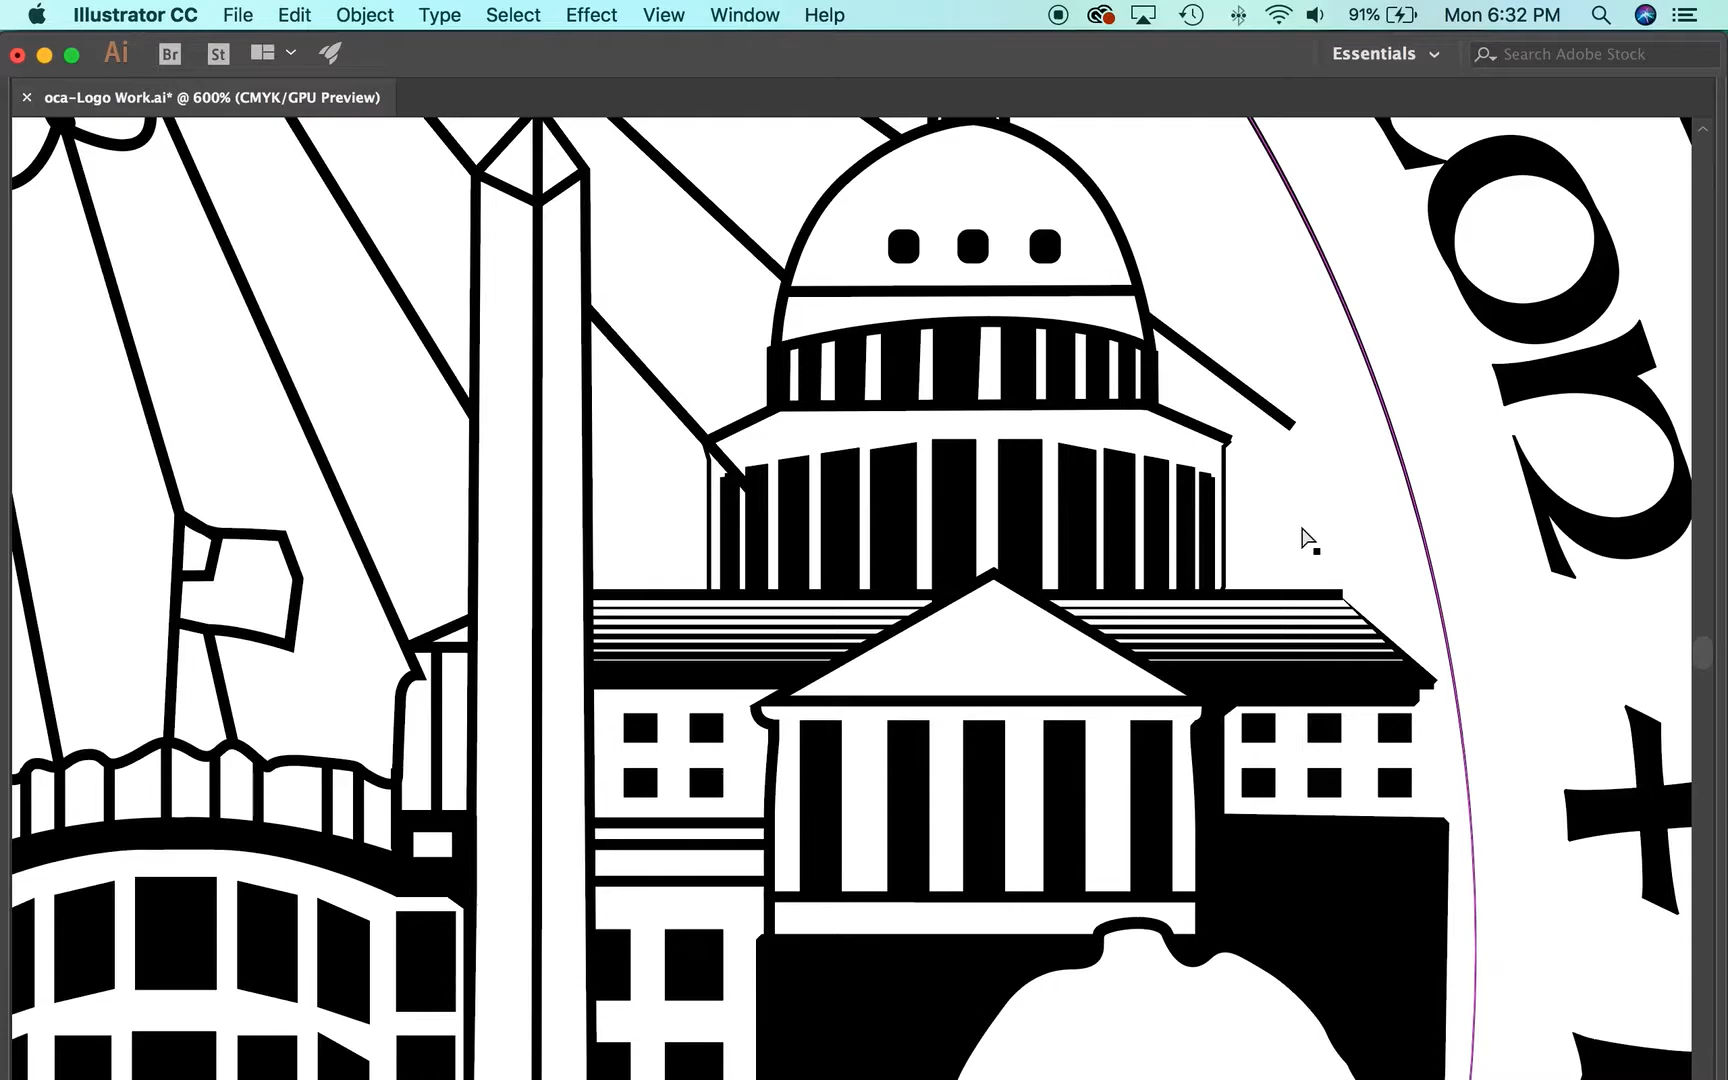 Illustrator CC File Edit Object Type Select Effect View Window Help 91% Mon 6:32 PM
Ai Br St Essentials Search Adobe Stock
× oca-Logo Work.ai* @ 600% (CMYK/GPU Preview)